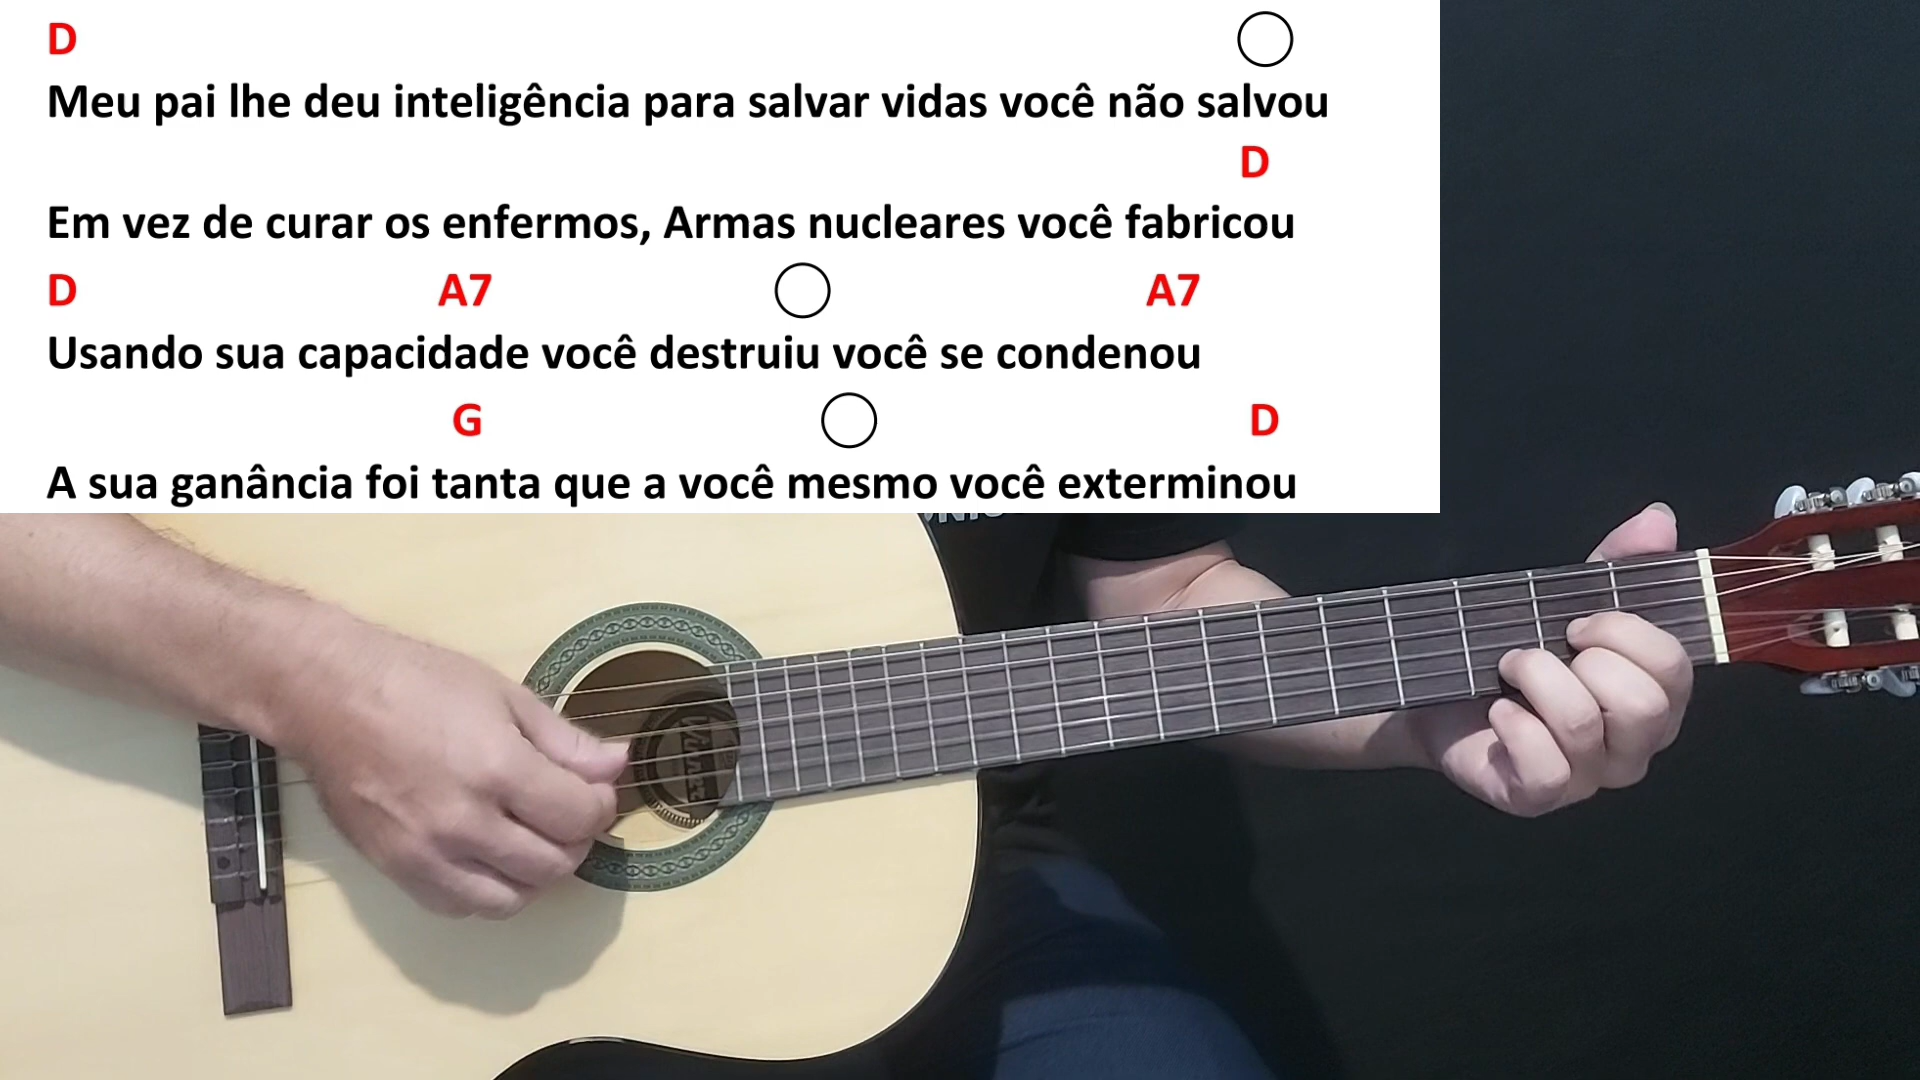 D
Meu pai lhe deu inteligência para salvar vidas você não salvou
D
Em vez de curar os enfermos, Armas nucleares você fabricou
D A7 A7
Usando sua capacidade você destruiu você se condenou
G D
A sua ganância foi tanta que a você mesmo você exterminou